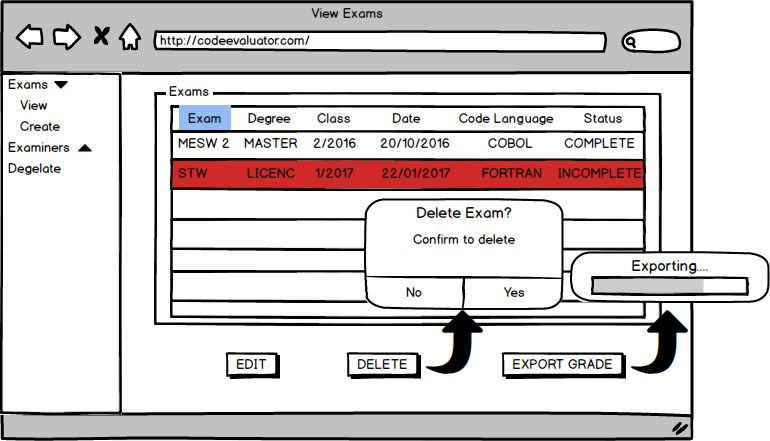 View Exams
http://codeevaluator.com/
Exams
View
Create
Examiners
Degelate
Exams
Exam Degree Class Date Code Language Status
MESW 2 MASTER 2/2016 20/10/2016 COBOL COMPLETE
STW LICENC 1/2017 22/01/2017 FORTRAN INCOMPLETE
Delete Exam?
Confirm to delete
No Yes
Exporting....
EDIT DELETE EXPORT GRADE